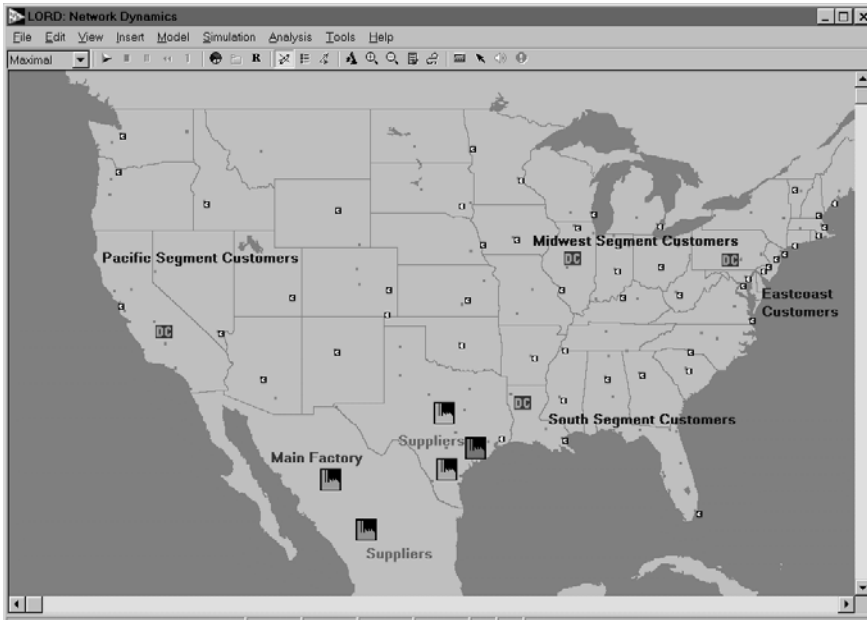 LORD: Network Dynamics
File Edit View Insert Model Simulation Analysis Tools Help
Maximal
R
Midwest Segment Customers
Pacific Segment Customers
DC
DC
Eastcoast
Customers
DC
DC
South Segment Customers
Suppliers
Main Factory
Suppliers